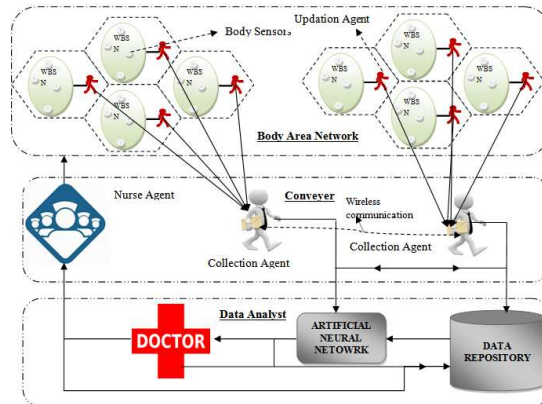 Body Sensors
Updation Agent
WBS
N
WBS
N
WBS
N
WBS
N
WBS
N
WBS
N
WBS
N
WBS
N
Body Area Network
Nurse Agent
Conveyer
Wireless
communication
Collection Agent
Collection Agent
Data Analyst
DOCTOR
ARTIFICIAL
NEURAL
NETOWRK
DATA
REPOSITORY